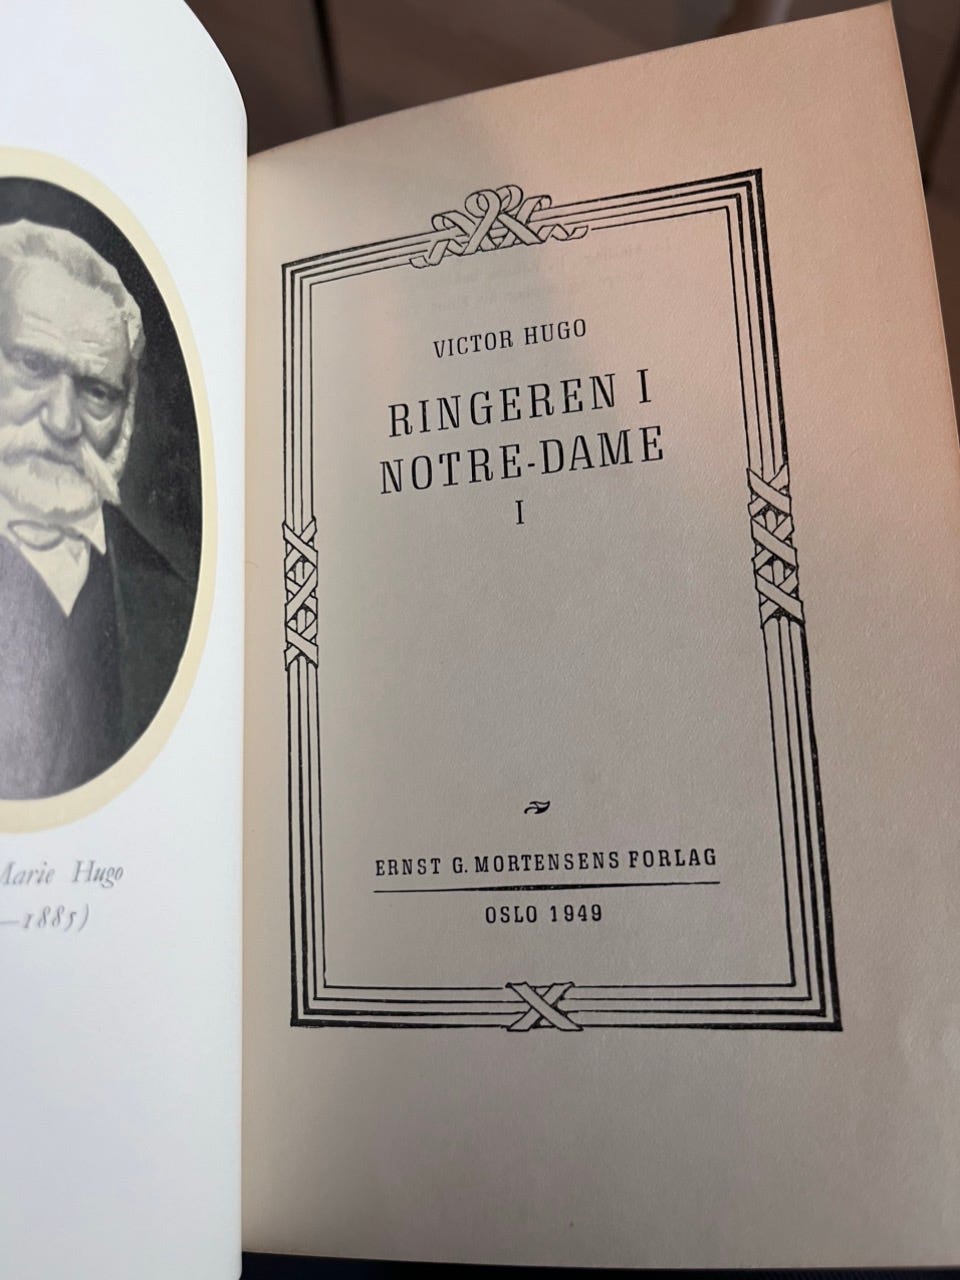 Marie Hugo
—1885)
VICTOR HUGO
RINGEREN I
NOTRE-DAME
I
ERNST G. MORTENSENS FORLAG
OSLO 1949